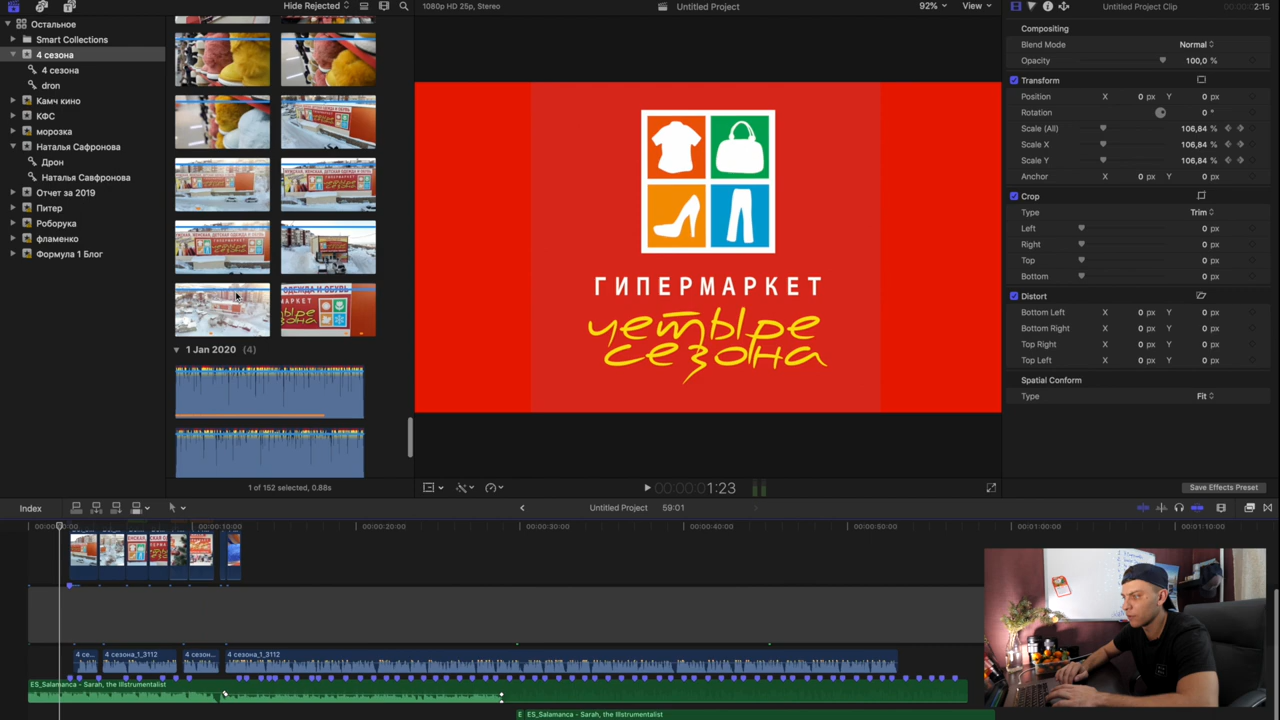 Hide Rejected
1080p HD 25p, Stereo
Untitled Project
92%
View
Untitled Project Clip
2:15
Остальное
Smart Collections
4 сезона
4 сезона
dron
Камч кино
КФС
морозка
Наталья Сафронова
Дрон
Наталья Савфронова
Отчет за 2019
Питер
Роборука
фламенко
Формула 1 Блог
1 Jan 2020 (4)
1 of 152 selected, 0.88s
ГИПЕРМАРКЕТ
четыре
сезона
00:00:00:01:23
Compositing
Blend Mode
Normal
Opacity
100,0 %
Transform
Position X 0 px Y 0 px
Rotation 0 °
Scale (All) 106,84 %
Scale X 106,84 %
Scale Y 106,84 %
Anchor X 0 px Y 0 px
Crop
Type Trim
Left 0 px
Right 0 px
Top 0 px
Bottom 0 px
Distort
Bottom Left X 0 px Y 0 px
Bottom Right X 0 px Y 0 px
Top Right X 0 px Y 0 px
Top Left X 0 px Y 0 px
Spatial Conform
Type Fit
Save Effects Preset
Index
Untitled Project
59:01
00:00:10:00
00:00:20:00
00:00:30:00
00:00:40:00
00:00:50:00
00:01:00:00
00:01:10:00
4 се...
4 сезона_1_3112
4 сезон...
4 сезона_1_3112
ES_Salamanca - Sarah, the Illstrumentalist
E
ES_Salamanca - Sarah, the Illstrumentalist